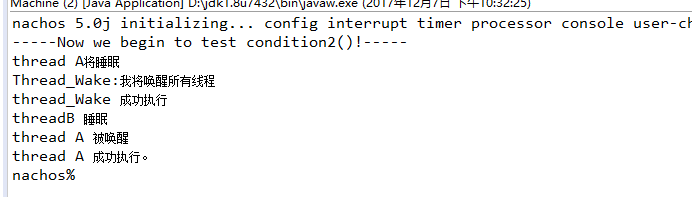 Machine (2) [Java Application] D:\jdk1.8u7432\bin\javaw.exe (2017年12月7日 下午10:32:25)
nachos 5.0j initializing... config interrupt timer processor console user-ch
-----Now we begin to test condition2()!-----
thread A将睡眠
Thread_Wake:我将唤醒所有线程
thread_Wake 成功执行
threadB 睡眠
thread A 被唤醒
thread A 成功执行。
nachos%